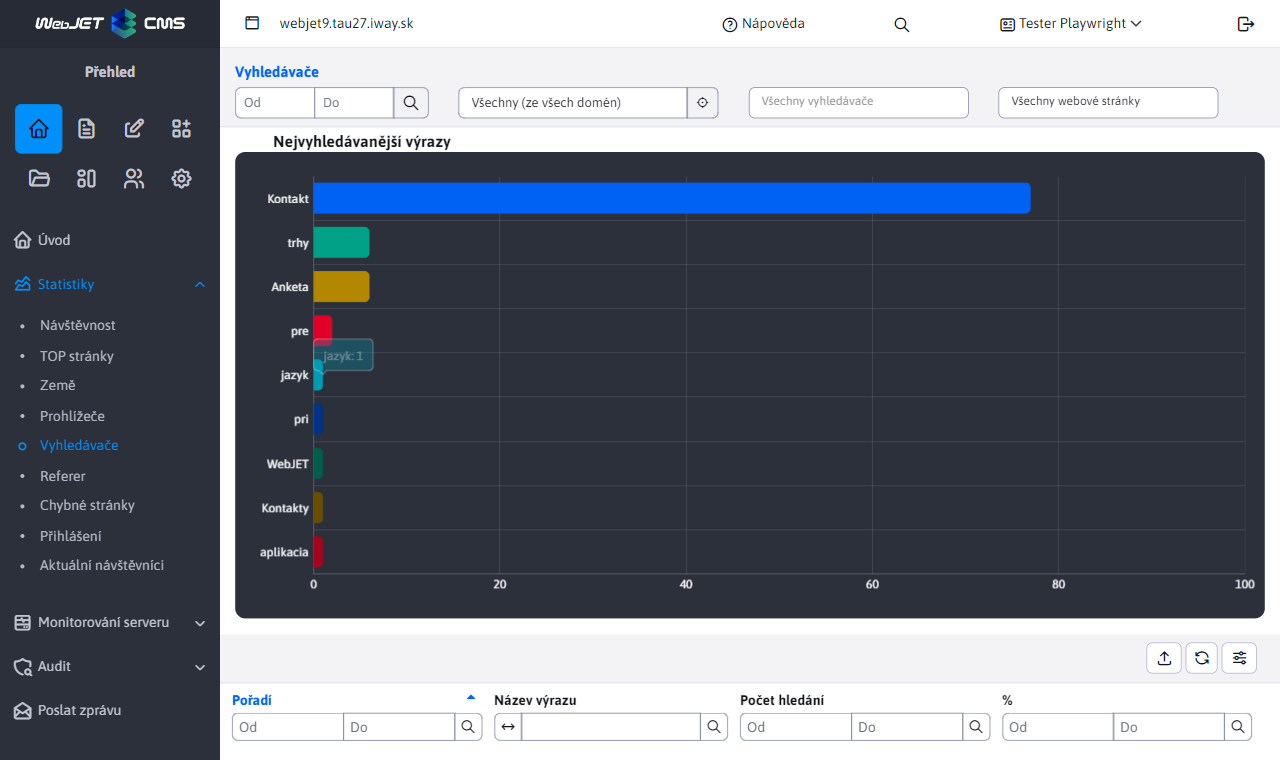 WebJET CMS
webjet9.tau27.iway.sk
Nápověda
Tester Playwright
Přehled
Úvod
Statistiky
Návštěvnost
TOP stránky
Země
Prohlížeče
Vyhledávače
Referer
Chybné stránky
Přihlášení
Aktuální návštěvníci
Monitorování serveru
Audit
Poslat zprávu
Vyhledávače
Od Do Všechny (ze všech domén) Všechny vyhledávače Všechny webové stránky
Nejvyhledávanější výrazy
Kontakt
trhy
Anketa
pre
jazyk: 1
jazyk
pri
WebJET
Kontakty
aplikacia
0 20 40 60 80 100
Pořadí Název výrazu Počet hledání %
Od Do Od Do Od Do